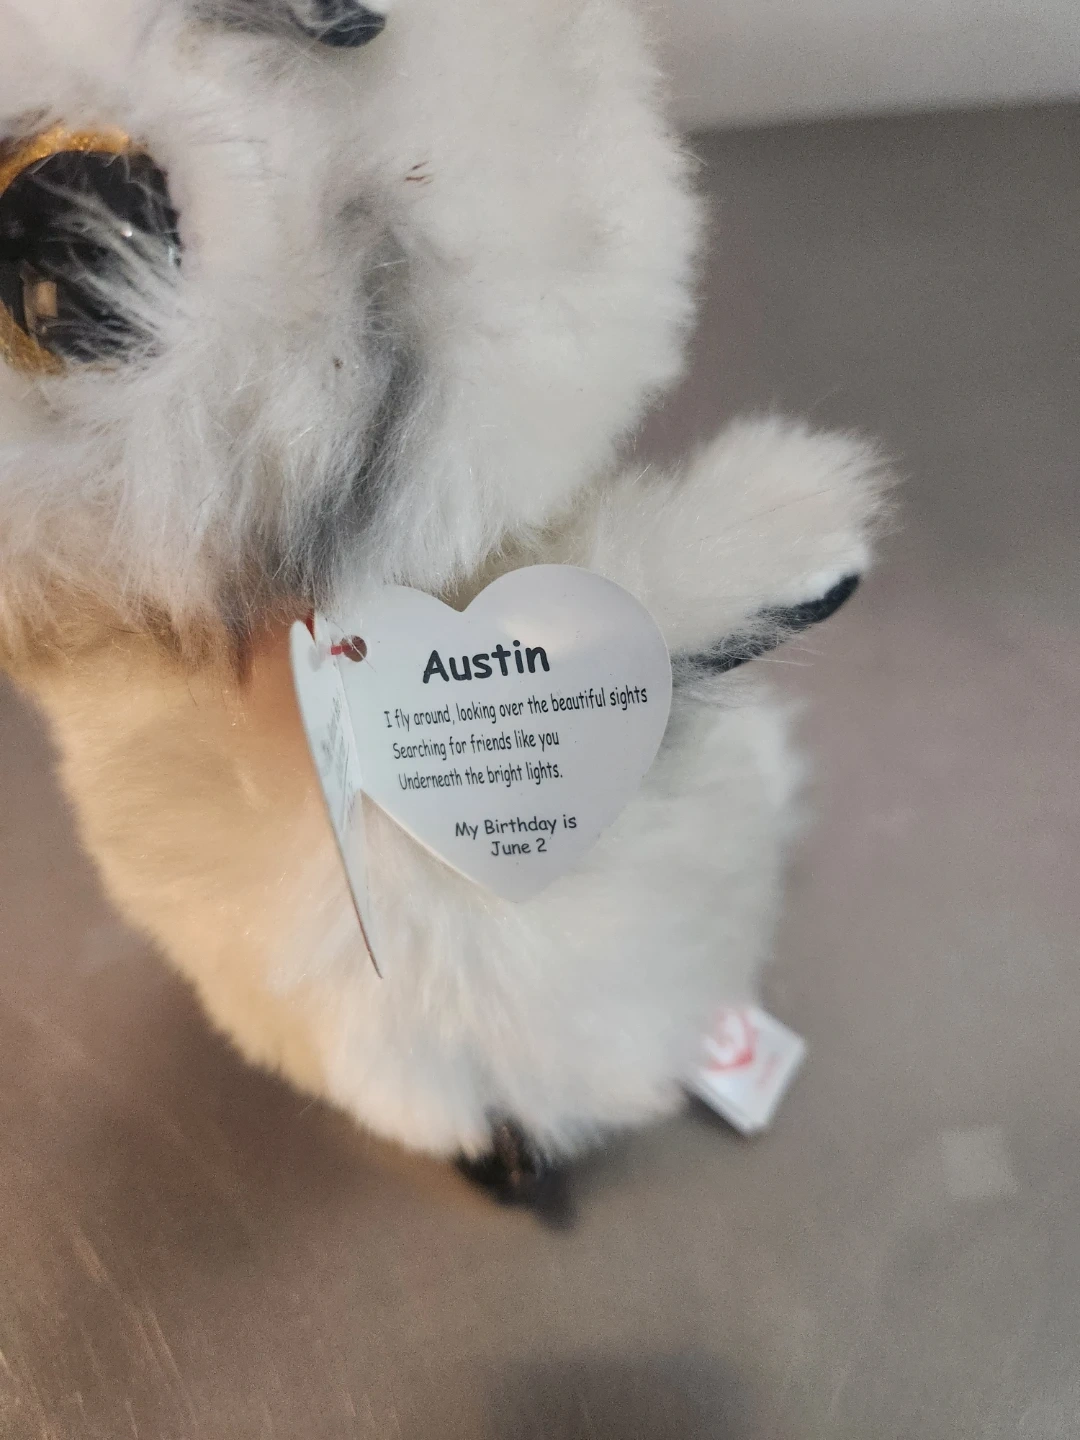 Austin
I fly around, looking over the beautiful sights
Searching for friends like you
Underneath the bright lights.
My Birthday is
June 2